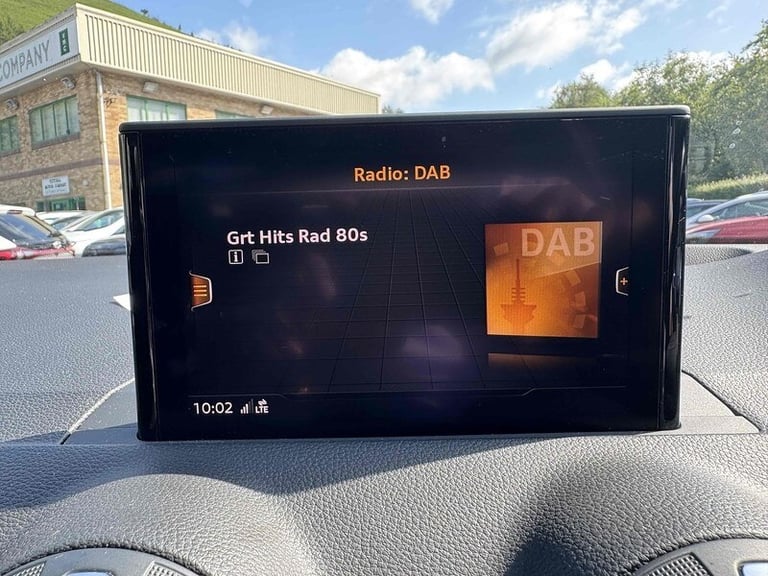 COMPANY
Radio: DAB
Grt Hits Rad 80s
DAB
10:02 LTE